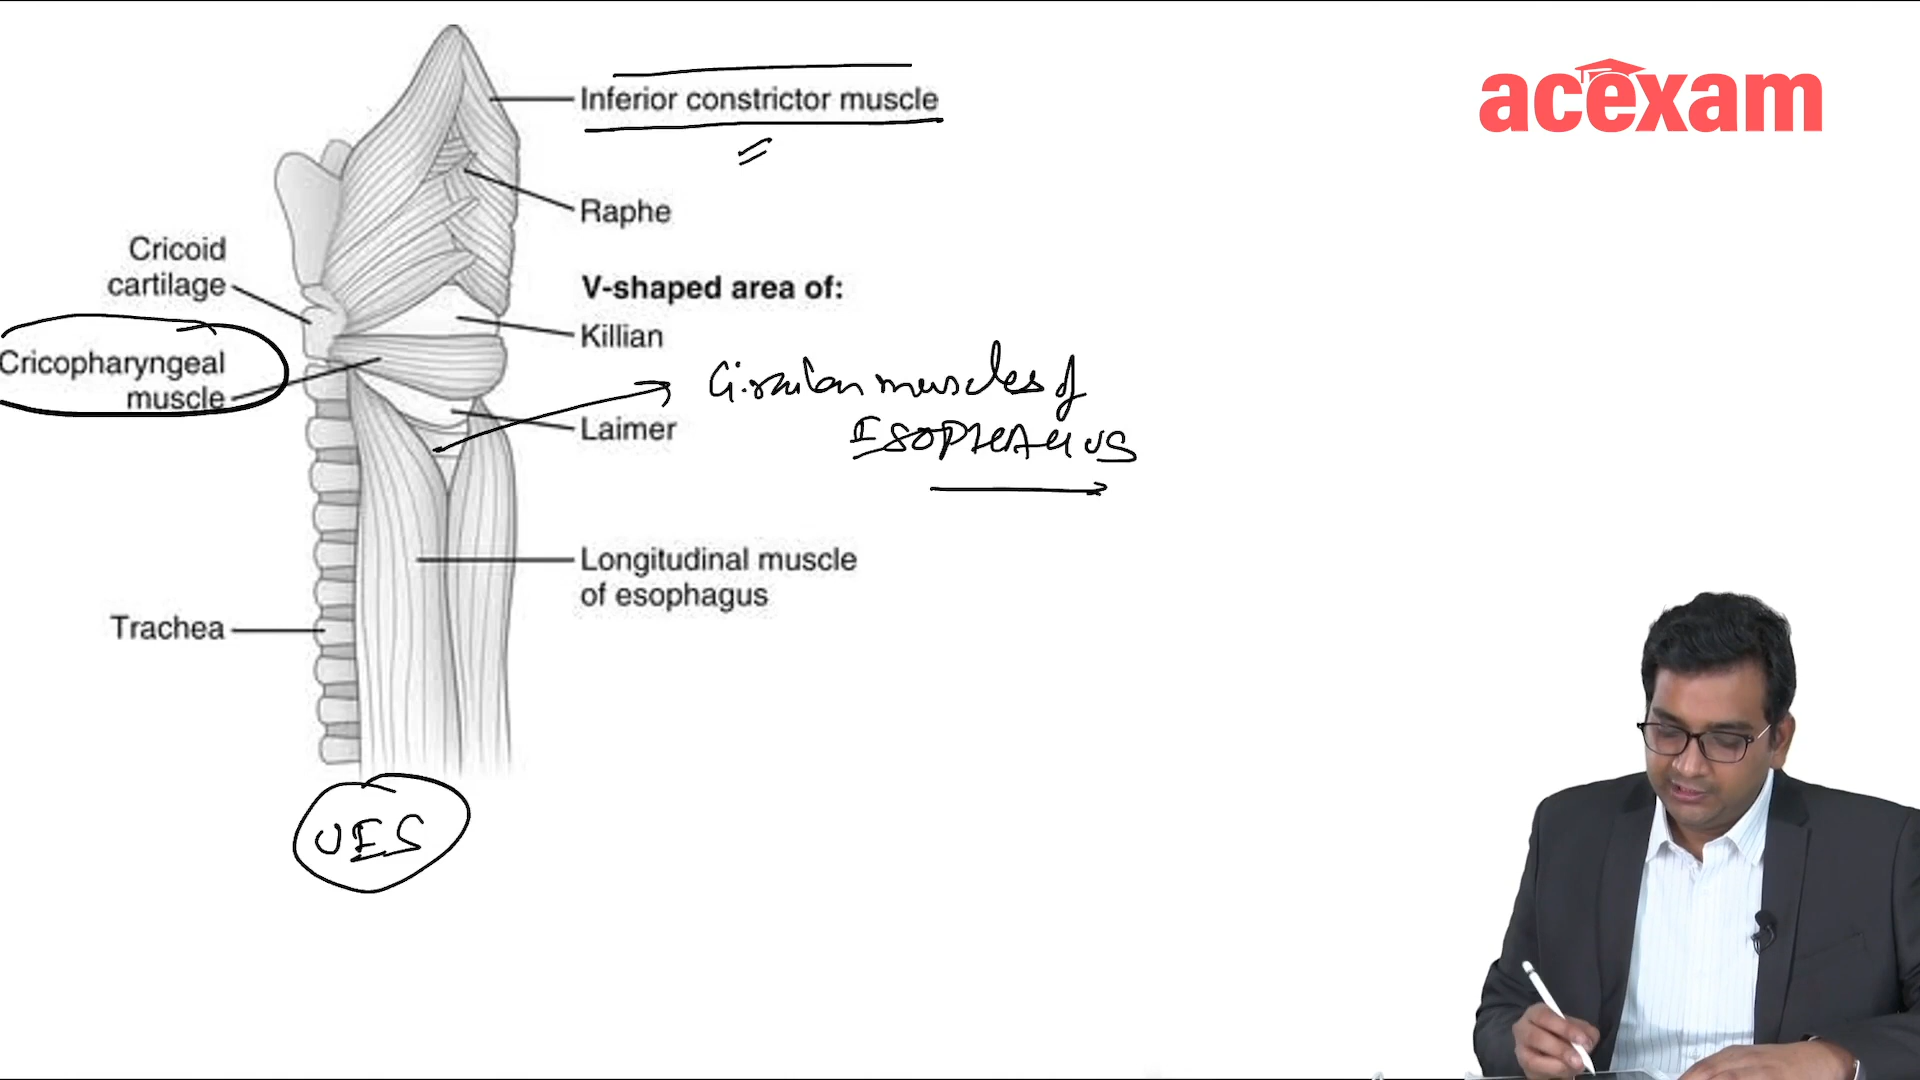 acexam
Inferior constrictor muscle
Raphe
Cricoid
cartilage
V-shaped area of:
Killian
Cricopharyngeal
muscle
Circular muscles of
ESOPHAGUS
Laimer
Longitudinal muscle
of esophagus
Trachea
UES